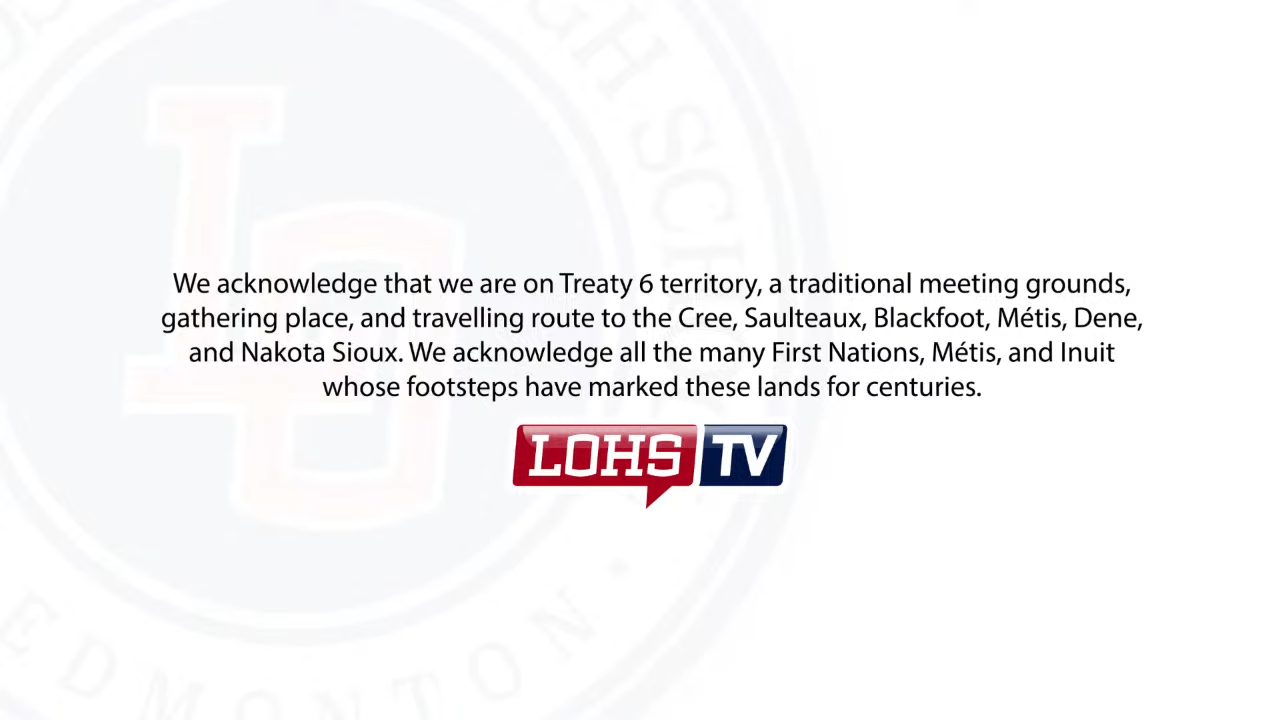 We acknowledge that we are on Treaty 6 territory, a traditional meeting grounds,
gathering place, and travelling route to the Cree, Saulteaux, Blackfoot, Métis, Dene,
and Nakota Sioux. We acknowledge all the many First Nations, Métis, and Inuit
whose footsteps have marked these lands for centuries.
LOHS TV
LO
EDMONTON